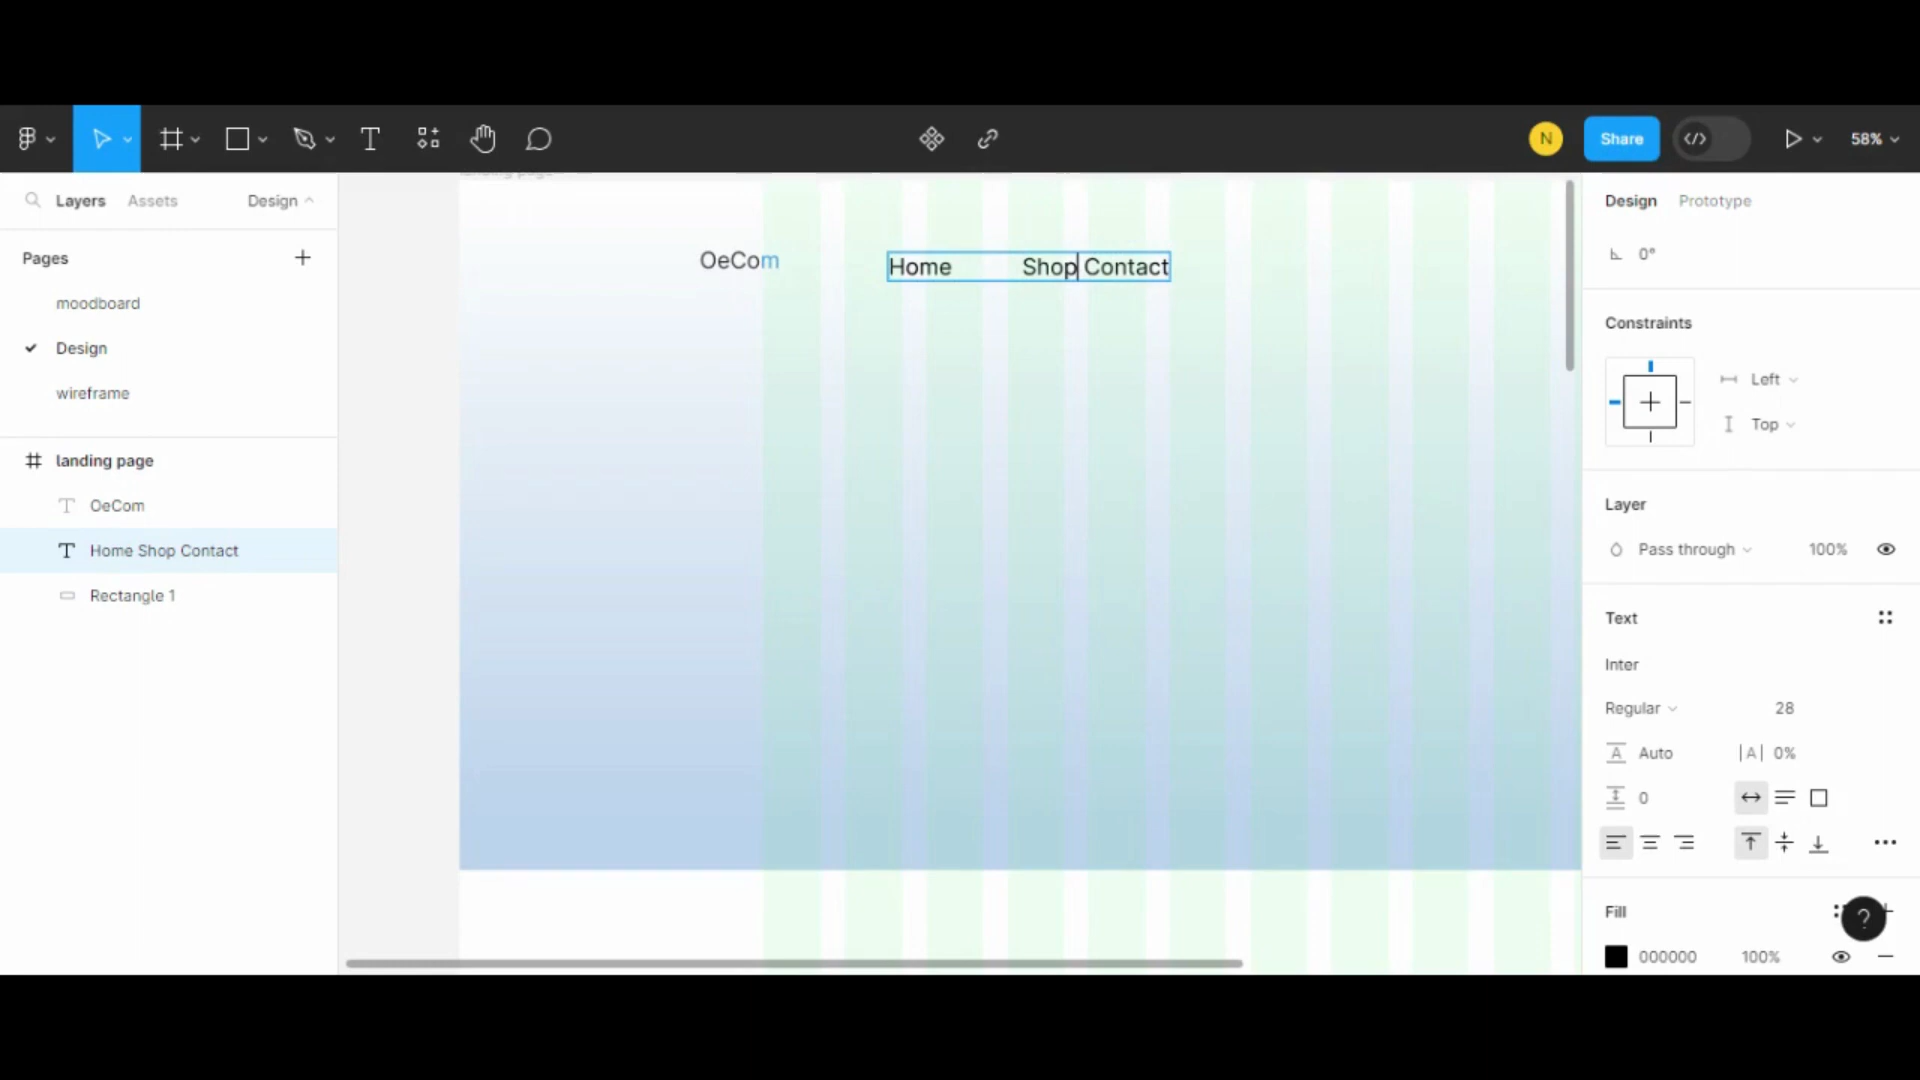 N
Share
58%
Layers
Assets
Design
Pages
moodboard
Design
wireframe
landing page
OeCom
Home Shop Contact
Rectangle 1
landing page
OeCom
Home Shop Contact
Design
Prototype
0°
Constraints
Left
Top
Layer
Pass through
100%
Text
Inter
Regular
28
Auto
|A| 0%
0
Fill
?
000000
100%